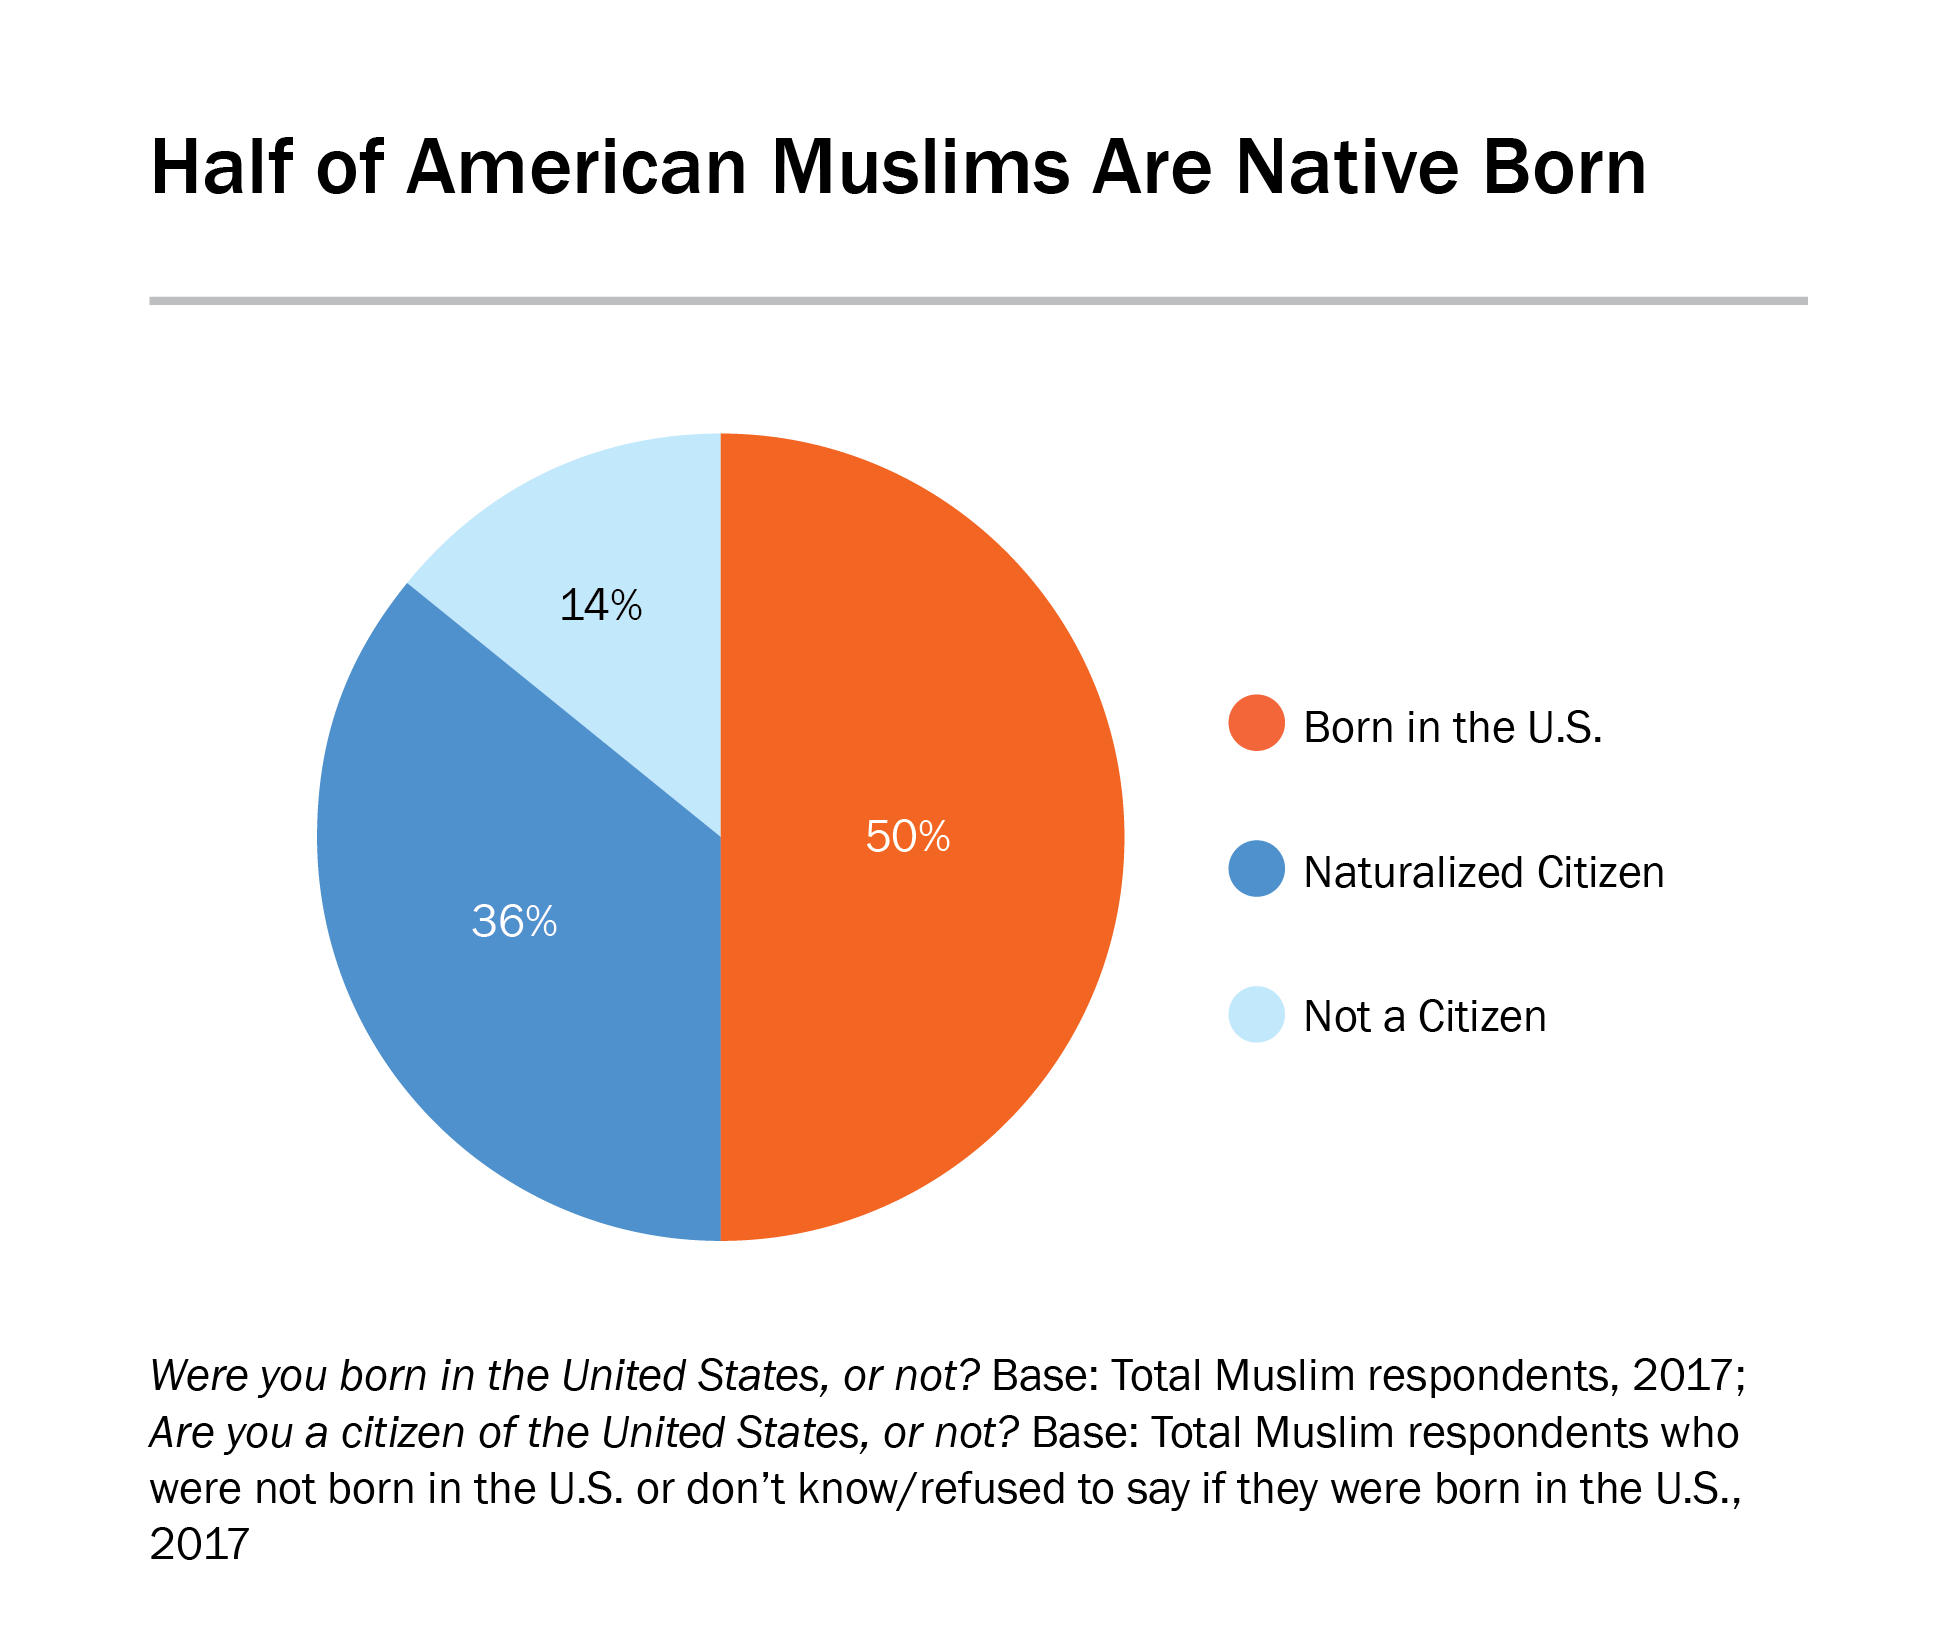 Half of American Muslims Are Native Born
14%
50%
36%
Born in the U.S.
Naturalized Citizen
Not a Citizen
Were you born in the United States, or not? Base: Total Muslim respondents, 2017;
Are you a citizen of the United States, or not? Base: Total Muslim respondents who
were not born in the U.S. or don’t know/refused to say if they were born in the U.S.,
2017